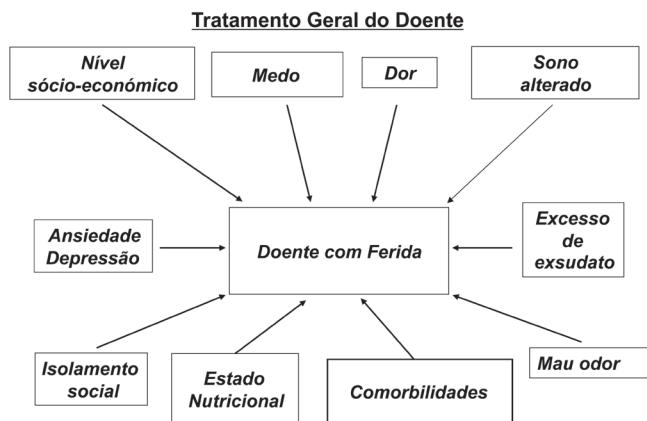 Tratamento Geral do Doente
Nível
sócio-económico
Medo
Dor
Sono
alterado
Ansiedade
Depressão
Doente com Ferida
Excesso
de
exsudato
Isolamento
social
Estado
Nutricional
Comorbilidades
Mau odor